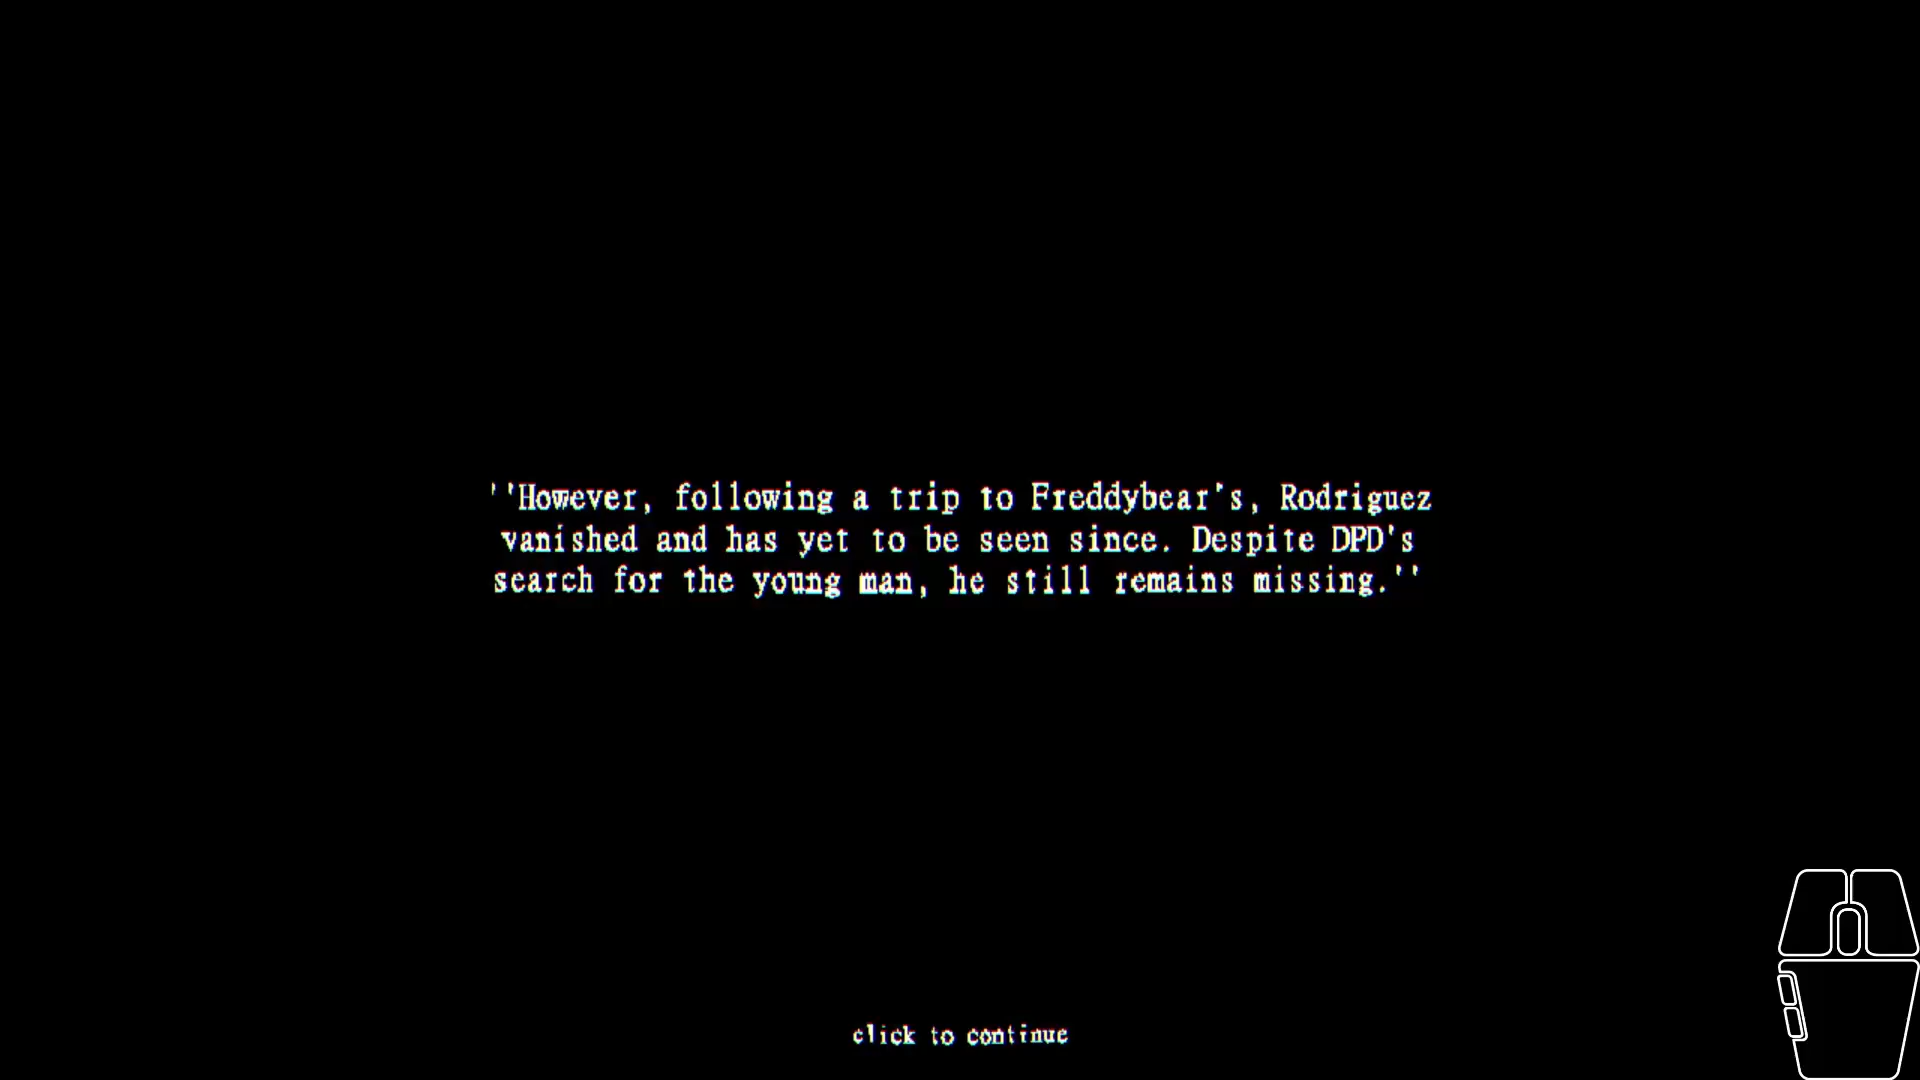 ''However, following a trip to Freddybear's, Rodriguez
vanished and has yet to be seen since. Despite DPD's
search for the young man, he still remains missing.''
click to continue